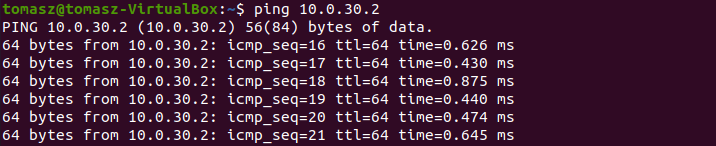 tomasz@tomasz-VirtualBox:~$ ping 10.0.30.2
PING 10.0.30.2 (10.0.30.2) 56(84) bytes of data.
64 bytes from 10.0.30.2: icmp_seq=16 ttl=64 time=0.626 ms
64 bytes from 10.0.30.2: icmp_seq=17 ttl=64 time=0.430 ms
64 bytes from 10.0.30.2: icmp_seq=18 ttl=64 time=0.875 ms
64 bytes from 10.0.30.2: icmp_seq=19 ttl=64 time=0.440 ms
64 bytes from 10.0.30.2: icmp_seq=20 ttl=64 time=0.474 ms
64 bytes from 10.0.30.2: icmp_seq=21 ttl=64 time=0.645 ms